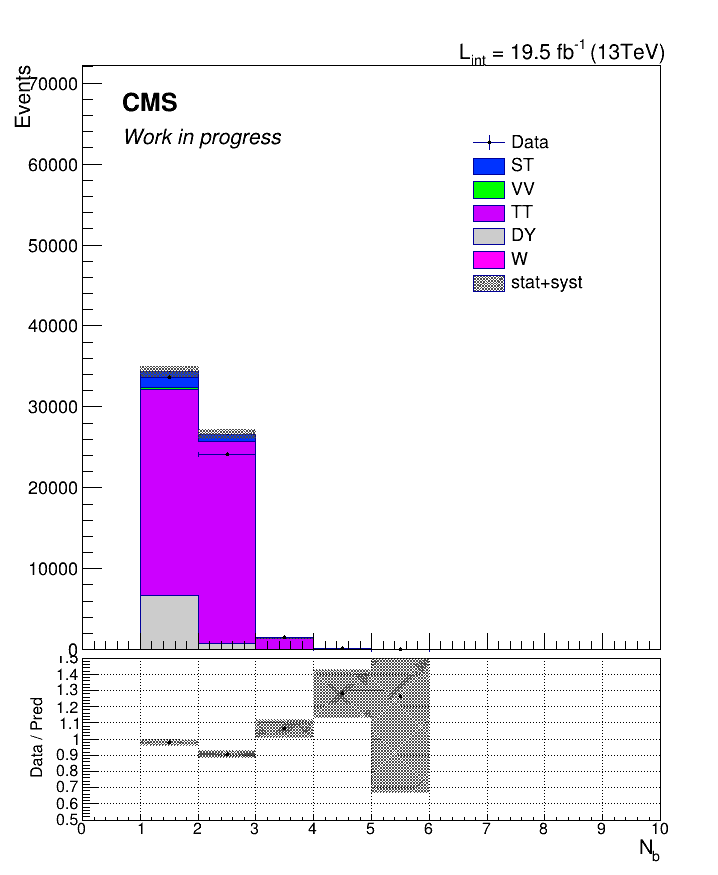 L_int = 19.5 fb^-1 (13TeV)
Events
CMS
Work in progress
Data
ST
VV
TT
DY
W
stat+syst
70000
60000
50000
40000
30000
20000
10000
0
Data / Pred
1.5
1.4
1.3
1.2
1.1
1
0.9
0.8
0.7
0.6
0.5
0 1 2 3 4 5 6 7 8 9 10
N_b